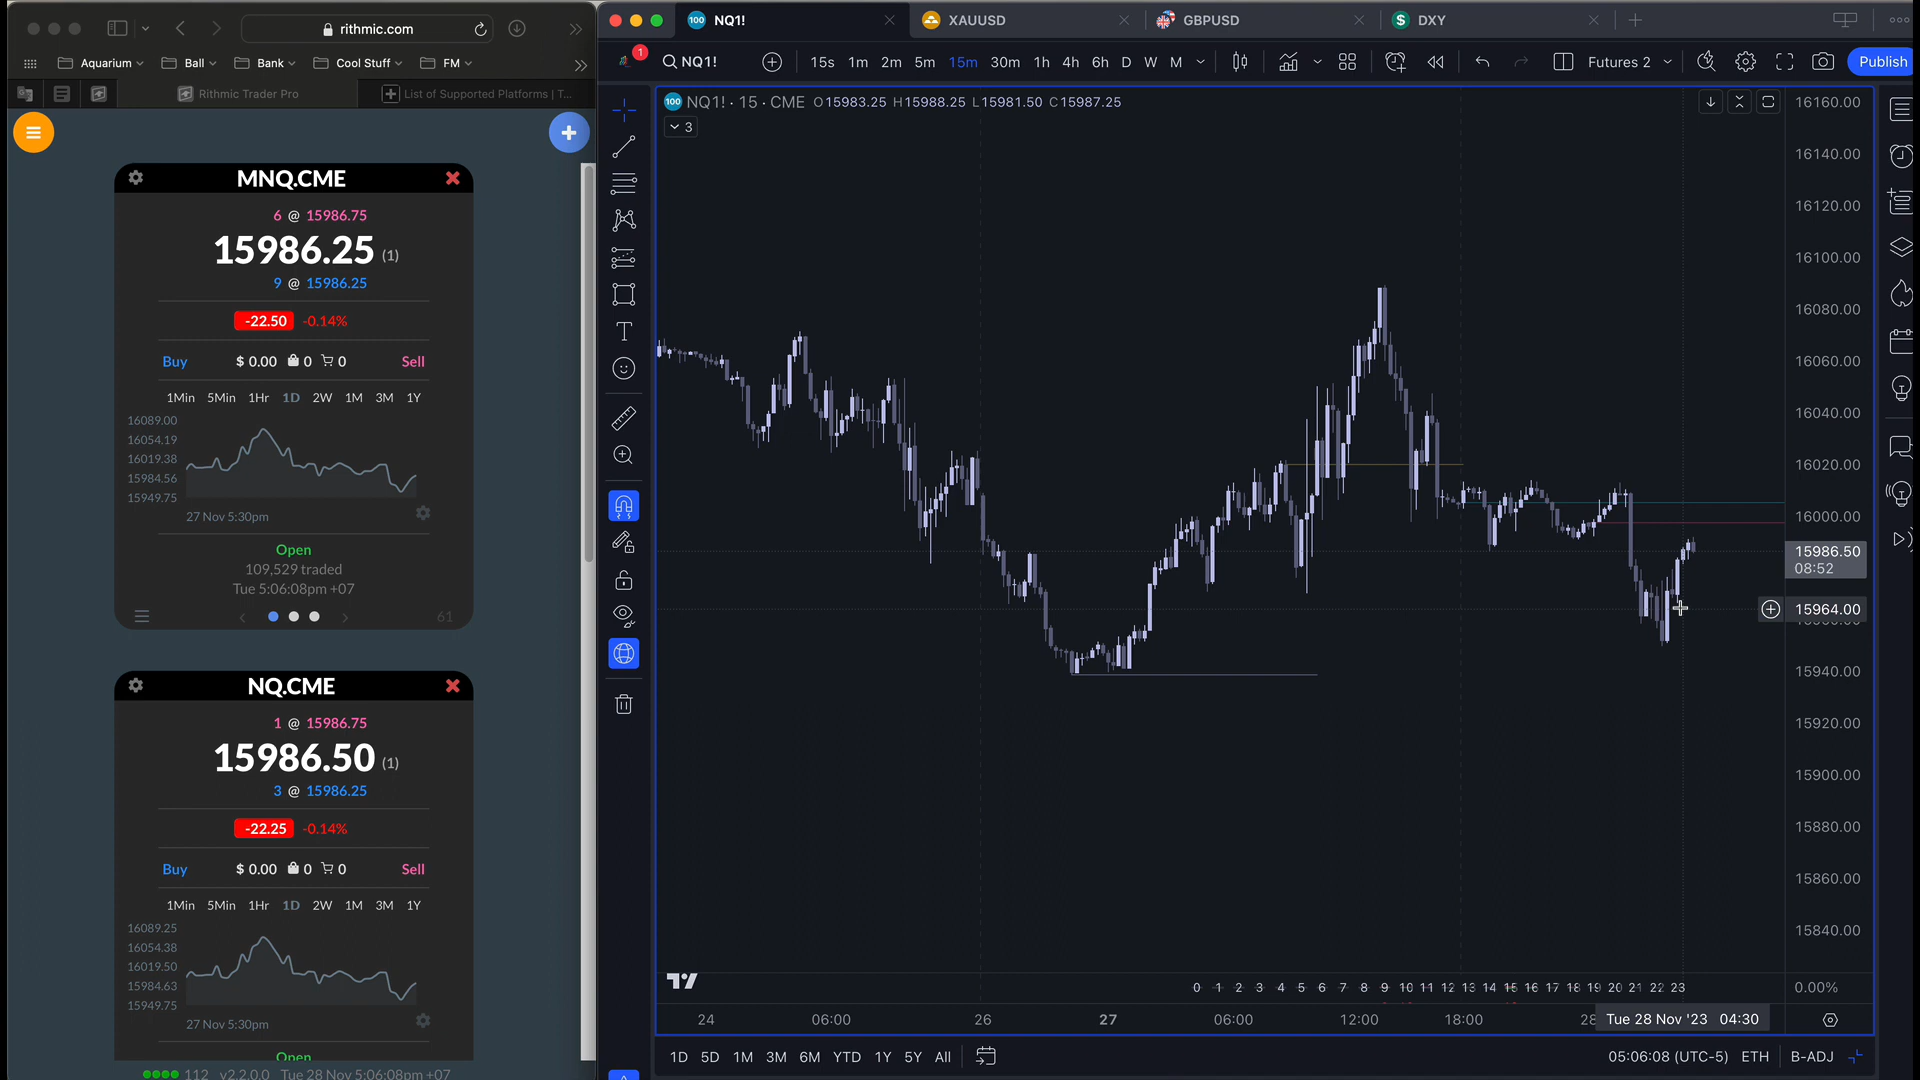 rithmic.com
Aquarium
Ball
Bank
Cool Stuff
FM
Rithmic Trader Pro
List of Supported Platforms | T...
MNQ.CME
6 @ 15986.75
15986.25 (1)
9 @ 15986.25
-22.50 -0.14%
Buy $ 0.00 0 0 Sell
1Min 5Min 1Hr 1D 2W 1M 3M 1Y
16089.00
16054.19
16019.38
15984.56
15949.75
27 Nov 5:30pm
Open
109,529 traded
Tue 5:06:08pm +07
61
NQ.CME
1 @ 15986.75
15986.50 (1)
3 @ 15986.25
-22.25 -0.14%
Buy $ 0.00 0 0 Sell
1Min 5Min 1Hr 1D 2W 1M 3M 1Y
16089.25
16054.38
16019.50
15984.63
15949.75
27 Nov 5:30pm
Open
112 v2.2.0.0 Tue 28 Nov 5:06:08pm +07
100 NQ1!
XAUUSD
GBPUSD
$ DXY
1 NQ1! 15s 1m 2m 5m 15m 30m 1h 4h 6h D W M Futures 2 Publish
100 NQ1! · 15 · CME O15983.25 H15988.25 L15981.50 C15987.25
3
16160.00
16140.00
16120.00
16100.00
16080.00
16060.00
16040.00
16020.00
16000.00
15986.50
08:52
15964.00
15940.00
15920.00
15900.00
15880.00
15860.00
15840.00
0 1 2 3 4 5 6 7 8 9 10 11 12 13 14 15 16 17 18 19 20 21 22 23
0.00%
24 06:00 26 27 06:00 12:00 18:00 28 Tue 28 Nov '23 04:30
1D 5D 1M 3M 6M YTD 1Y 5Y All
05:06:08 (UTC-5) ETH B-ADJ